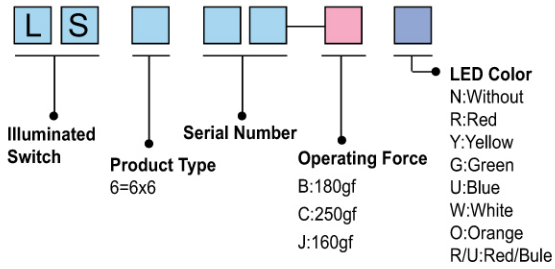 L S
Illuminated
Switch
Product Type
6=6x6
Serial Number
Operating Force
B:180gf
C:250gf
J:160gf
LED Color
N:Without
R:Red
Y:Yellow
G:Green
U:Blue
W:White
O:Orange
R/U:Red/Bule